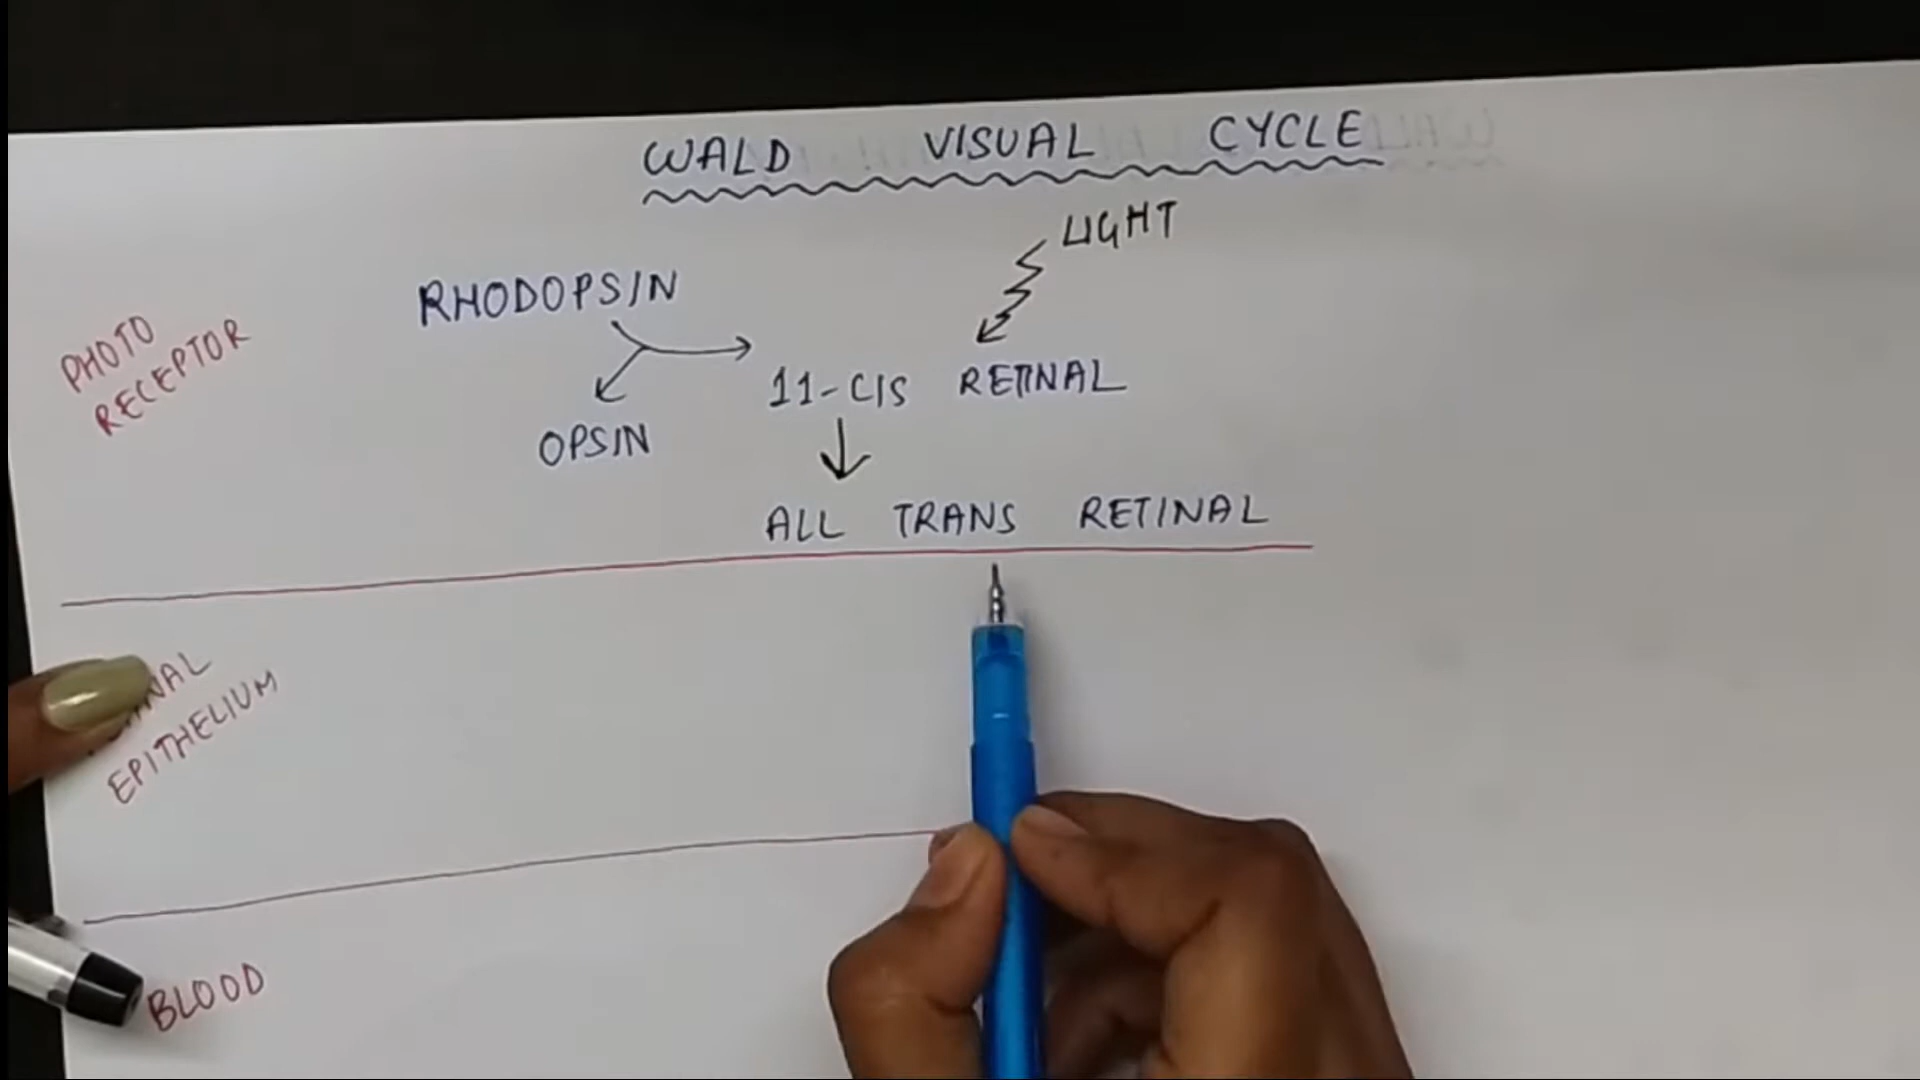 WALD VISUAL CYCLE
LIGHT
RHODOPSIN
PHOTO
RECEPTOR
11-CIS RETINAL
OPSIN
ALL TRANS RETINAL
EPITHELIUM
BLOOD